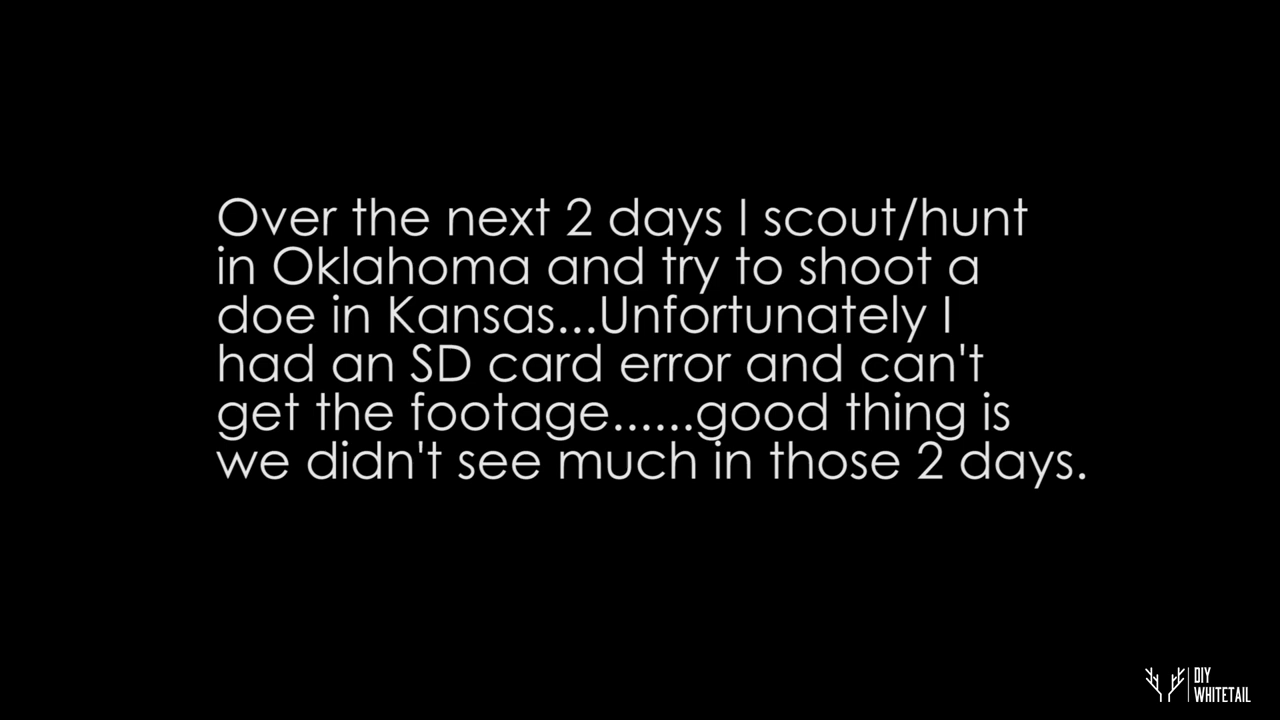 Over the next 2 days I scout/hunt
in Oklahoma and try to shoot a
doe in Kansas...Unfortunately I
had an SD card error and can't
get the footage......good thing is
we didn't see much in those 2 days.
DIY
WHITETAIL